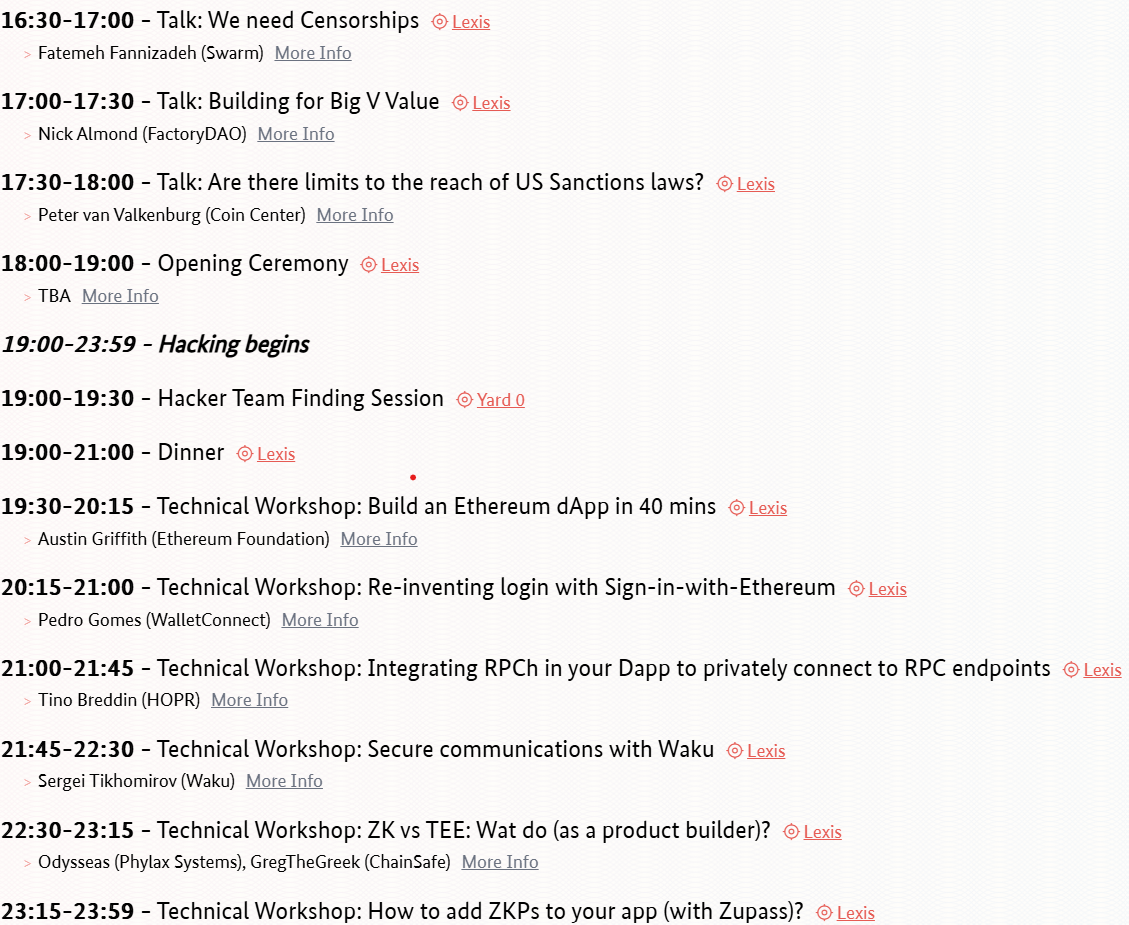 16:30-17:00 - Talk: We need Censorships Lexis
> Fatemeh Fannizadeh (Swarm) More Info
17:00-17:30 - Talk: Building for Big V Value Lexis
> Nick Almond (FactoryDAO) More Info
17:30-18:00 - Talk: Are there limits to the reach of US Sanctions laws? Lexis
> Peter van Valkenburg (Coin Center) More Info
18:00-19:00 - Opening Ceremony Lexis
> TBA More Info
19:00-23:59 - Hacking begins
19:00-19:30 - Hacker Team Finding Session Yard 0
19:00-21:00 - Dinner Lexis
19:30-20:15 - Technical Workshop: Build an Ethereum dApp in 40 mins Lexis
> Austin Griffith (Ethereum Foundation) More Info
20:15-21:00 - Technical Workshop: Re-inventing login with Sign-in-with-Ethereum Lexis
> Pedro Gomes (WalletConnect) More Info
21:00-21:45 - Technical Workshop: Integrating RPCh in your Dapp to privately connect to RPC endpoints Lexis
> Tino Breddin (HOPR) More Info
21:45-22:30 - Technical Workshop: Secure communications with Waku Lexis
> Sergei Tikhomirov (Waku) More Info
22:30-23:15 - Technical Workshop: ZK vs TEE: Wat do (as a product builder)? Lexis
> Odysseas (Phylax Systems), GregTheGreek (ChainSafe) More Info
23:15-23:59 - Technical Workshop: How to add ZKPs to your app (with Zupass)? Lexis